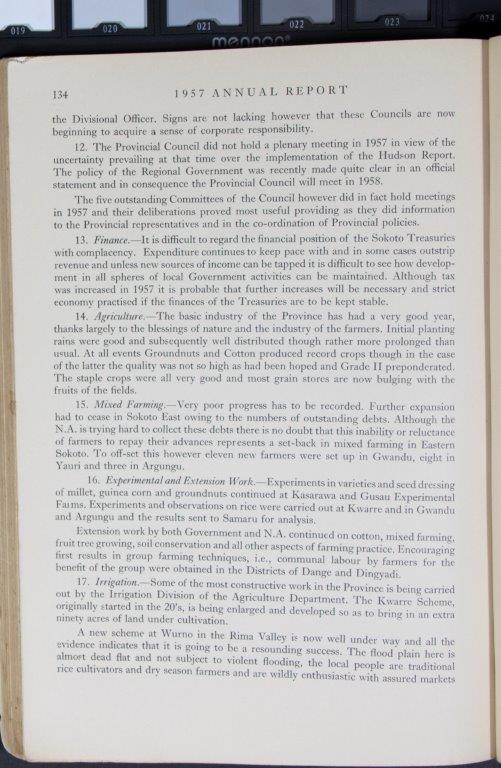 019 020 021 022 023 024
mennon
134 1957 ANNUAL REPORT
the Divisional Officer. Signs are not lacking however that these Councils are now
beginning to acquire a sense of corporate responsibility.
12. The Provincial Council did not hold a plenary meeting in 1957 in view of the
uncertainty prevailing at that time over the implementation of the Hudson Report.
The policy of the Regional Government was recently made quite clear in an official
statement and in consequence the Provincial Council will meet in 1958.
The five outstanding Committees of the Council however did in fact hold meetings
in 1957 and their deliberations proved most useful providing as they did information
to the Provincial representatives and in the co-ordination of Provincial policies.
13. Finance.—It is difficult to regard the financial position of the Sokoto Treasuries
with complacency. Expenditure continues to keep pace with and in some cases outstrip
revenue and unless new sources of income can be tapped it is difficult to see how develop-
ment in all spheres of local Government activities can be maintained. Although tax
was increased in 1957 it is probable that further increases will be necessary and strict
economy practised if the finances of the Treasuries are to be kept stable.
14. Agriculture.—The basic industry of the Province has had a very good year,
thanks largely to the blessings of nature and the industry of the farmers. Initial planting
rains were good and subsequently well distributed though rather more prolonged than
usual. At all events Groundnuts and Cotton produced record crops though in the case
of the latter the quality was not so high as had been hoped and Grade II preponderated.
The staple crops were all very good and most grain stores are now bulging with the
fruits of the fields.
15. Mixed Farming.—Very poor progress has to be recorded. Further expansion
had to cease in Sokoto East owing to the numbers of outstanding debts. Although the
N.A. is trying hard to collect these debts there is no doubt that this inability or reluctance
of farmers to repay their advances represents a set-back in mixed farming in Eastern
Sokoto. To off-set this however eleven new farmers were set up in Gwandu, eight in
Yauri and three in Argungu.
16. Experimental and Extension Work.—Experiments in varieties and seed dressing
of millet, guinea corn and groundnuts continued at Kasarawa and Gusau Experimental
Farms. Experiments and observations on rice were carried out at Kwarre and in Gwandu
and Argungu and the results sent to Samaru for analysis.
Extension work by both Government and N.A. continued on cotton, mixed farming,
fruit tree growing, soil conservation and all other aspects of farming practice. Encouraging
first results in group farming techniques, i.e., communal labour by farmers for the
benefit of the group were obtained in the Districts of Dange and Dingyadi.
17. Irrigation.—Some of the most constructive work in the Province is being carried
out by the Irrigation Division of the Agriculture Department. The Kwarre Scheme,
originally started in the 20's, is being enlarged and developed so as to bring in an extra
ninety acres of land under cultivation.
A new scheme at Wurno in the Rima Valley is now well under way and all the
evidence indicates that it is going to be a resounding success. The flood plain here is
almost dead flat and not subject to violent flooding, the local people are traditional
rice cultivators and dry season farmers and are wildly enthusiastic with assured markets